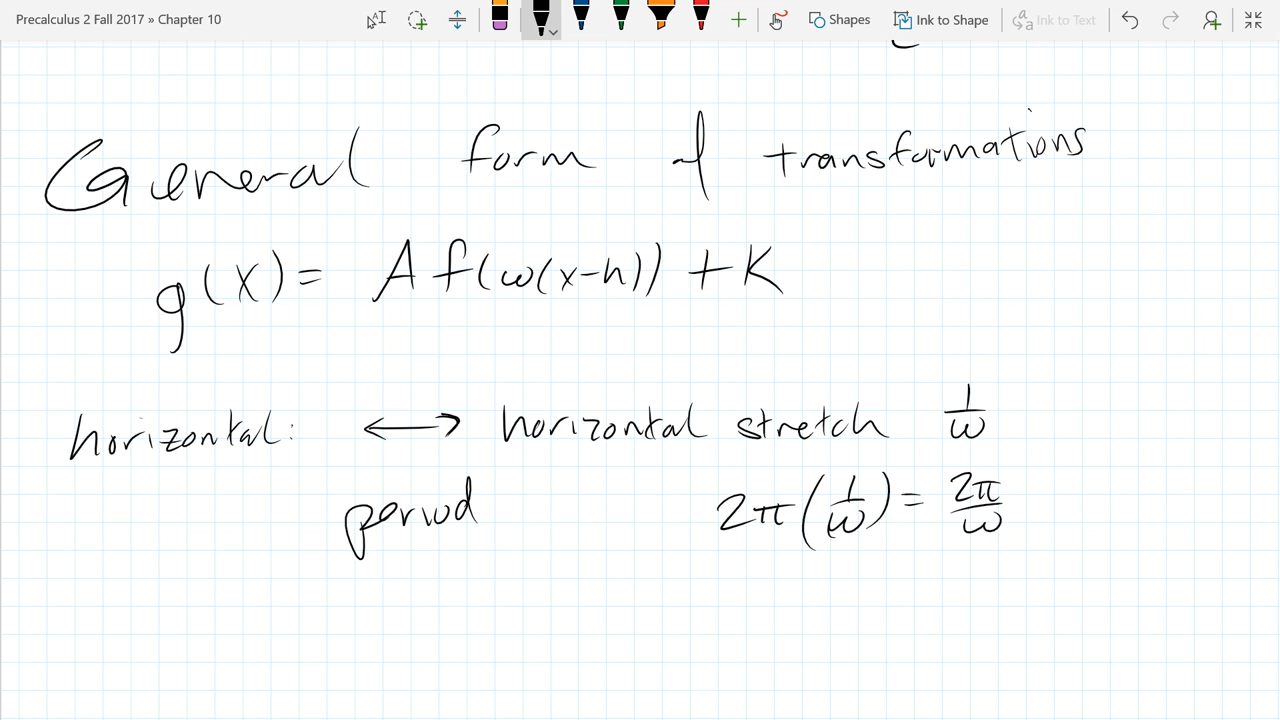 Precalculus 2 Fall 2017 » Chapter 10 Shapes Ink to Shape Ink to Text
General form of transformations
g(x) = A f(ω(x-h)) + K
horizontal: ⟷ horizontal stretch 1/ω
period 2π(1/ω) = 2π/ω